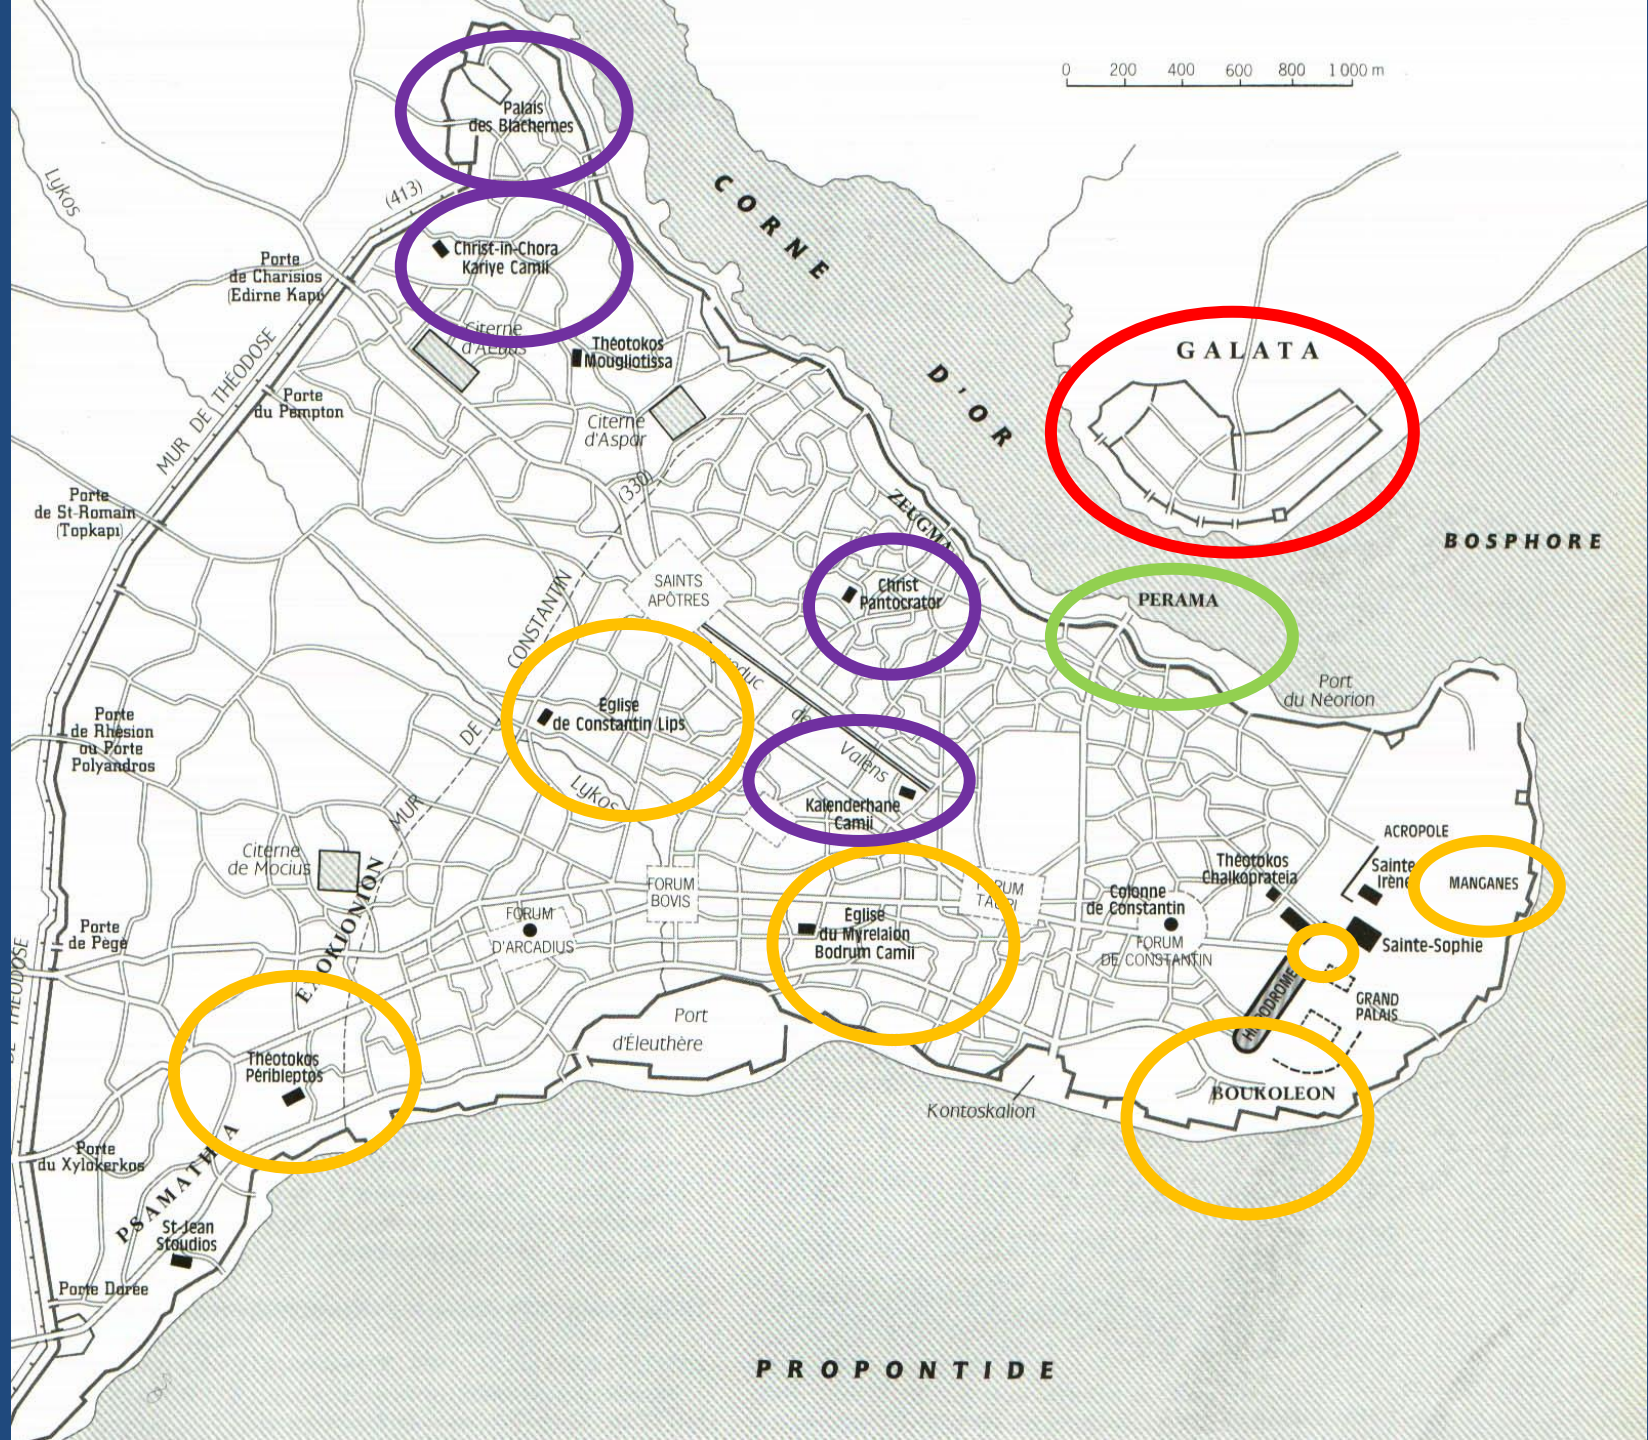 0 200 400 600 800 1 000 m
Palais
des Blachernes
Lykos
(413)
CORNE
D'OR
Christ-in-Chora
Kariye Camii
Porte
de Charisios
(Edirne Kapı)
Citerne
d'Aetius
Théotokos
Mougliotissa
GALATA
MUR DE THÉODOSE
Porte
du Pempton
Citerne
d'Aspar
(330)
Porte
de St-Romain
(Topkapı)
ZEUGMA
BOSPHORE
SAINTS
APÔTRES
Christ
Pantocrator
PERAMA
MUR DE CONSTANTIN
Église
de Constantin Lips
Aqueduc de Valens
Port
du Néorion
Porte
de Rhésion
ou Porte
Polyandros
Lykos
Kalenderhane
Camii
Citerne
de Mocius
ACROPOLE
Théotokos
Chalkoprateia
Sainte
Irène
MANGANES
FORUM
BOVIS
FORUM
TAURI
Colonne
de Constantin
FORUM
D'ARCADIUS
Église
du Myrelaion
Bodrum Camii
FORUM
DE CONSTANTIN
Sainte-Sophie
Porte
de Pègè
EXOKIONION
HIPPODROME
GRAND
PALAIS
DE THÉODOSE
Port
d'Éleuthère
Théotokos
Péribleptos
BOUKOLEON
Kontoskalion
Porte
du Xylokerkos
PSAMATHIA
St-Jean
Stoudios
Porte Dorée
PROPONTIDE